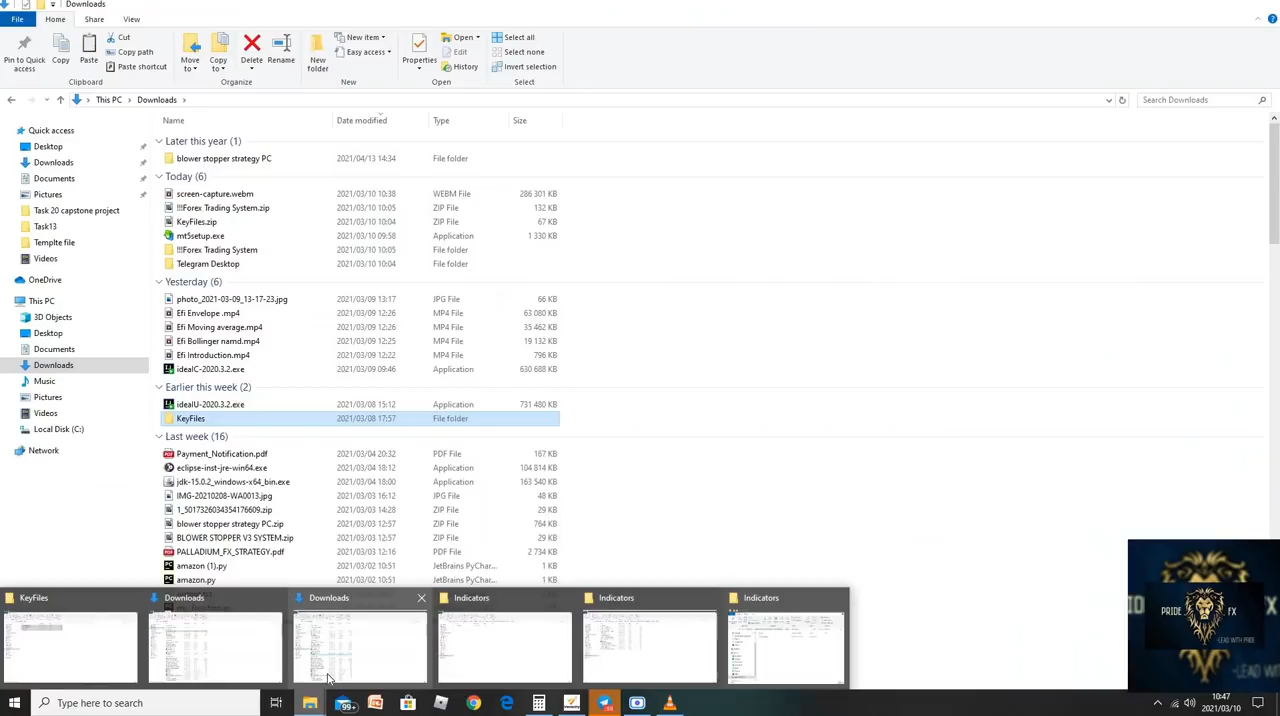 Downloads
File
Home
Share
View
Pin to Quick access
Copy
Paste
Cut
Copy path
Paste shortcut
Clipboard
Move to
Copy to
Delete
Rename
Organize
New folder
New item
Easy access
New
Properties
Open
Edit
History
Open
Select all
Select none
Invert selection
Select
This PC > Downloads >
Search Downloads
Name
Date modified
Type
Size
Quick access
Desktop
Downloads
Documents
Pictures
Task 20 capstone project
Task13
Templte file
Videos
OneDrive
This PC
3D Objects
Desktop
Documents
Downloads
Music
Pictures
Videos
Local Disk (C:)
Network
Later this year (1)
blower stopper strategy PC 2021/04/13 14:34 File folder
Today (6)
screen-capture.webm 2021/03/10 10:38 WEBM File 286 301 KB
!!!Forex Trading System.zip 2021/03/10 10:05 ZIP File 132 KB
KeyFiles.zip 2021/03/10 10:04 ZIP File 67 KB
mt5setup.exe 2021/03/10 09:58 Application 1 330 KB
!!!Forex Trading System 2021/03/10 10:05 File folder
Telegram Desktop 2021/03/10 10:04 File folder
Yesterday (6)
photo_2021-03-09_13-17-23.jpg 2021/03/09 13:17 JPG File 66 KB
Efi Envelope .mp4 2021/03/09 12:26 MP4 File 63 080 KB
Efi Moving average.mp4 2021/03/09 12:26 MP4 File 35 462 KB
Efi Bollinger namd.mp4 2021/03/09 12:25 MP4 File 19 132 KB
Efi Introduction.mp4 2021/03/09 12:22 MP4 File 796 KB
ideaIC-2020.3.2.exe 2021/03/09 09:46 Application 630 688 KB
Earlier this week (2)
ideaIU-2020.3.2.exe 2021/03/08 15:12 Application 731 480 KB
KeyFiles 2021/03/08 17:57 File folder
Last week (16)
Payment_Notification.pdf 2021/03/04 20:32 PDF File 167 KB
eclipse-inst-jre-win64.exe 2021/03/04 18:12 Application 104 814 KB
jdk-15.0.2_windows-x64_bin.exe 2021/03/04 18:00 Application 163 540 KB
IMG-20210208-WA0013.jpg 2021/03/03 16:12 JPG File 48 KB
1_5017326034354176609.zip 2021/03/03 14:28 ZIP File 29 KB
blower stopper strategy PC.zip 2021/03/03 12:57 ZIP File 764 KB
BLOWER STOPPER V3 SYSTEM.zip 2021/03/03 12:57 ZIP File 29 KB
PALLADIUM_FX_STRATEGY.pdf 2021/03/03 12:16 PDF File 2 734 KB
amazon (1).py 2021/03/02 10:51 JetBrains PyChar... 1 KB
amazon.py 2021/03/02 10:51 JetBrains PyChar... 1 KB
KeyFiles
Downloads
Downloads
Indicators
Indicators
Indicators
PRIDE FX
-LEAD WITH PRIDE
Type here to search
99+
10:47
2021/03/10